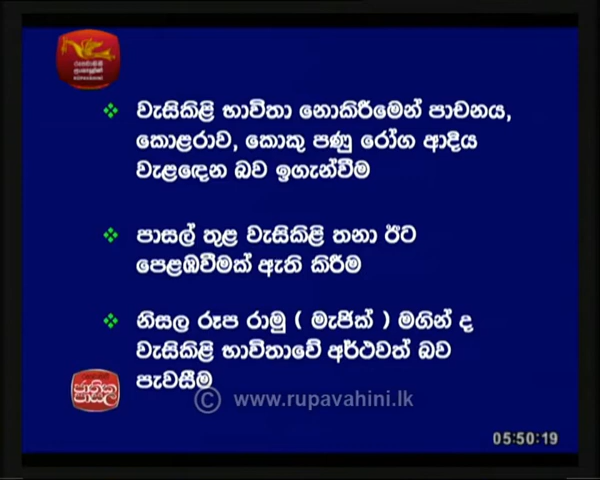 වැසිකිළි භාවිතා නොකිරීමෙන් පාචනය,
කොළරාව, කොකු පණු රෝග ආදිය
වැළඳෙන බව ඉගැන්වීම
පාසල් තුළ වැසිකිළි තනා ඊට
පෙළඹවීමක් ඇති කිරීම
නිසල රූප රාමු ( මැජික් ) මගින් ද
වැසිකිළි භාවිතාවේ අර්ථවත් බව
පැවසීම
ජාතික
පාසල
© www.rupavahini.lk
05:50:19